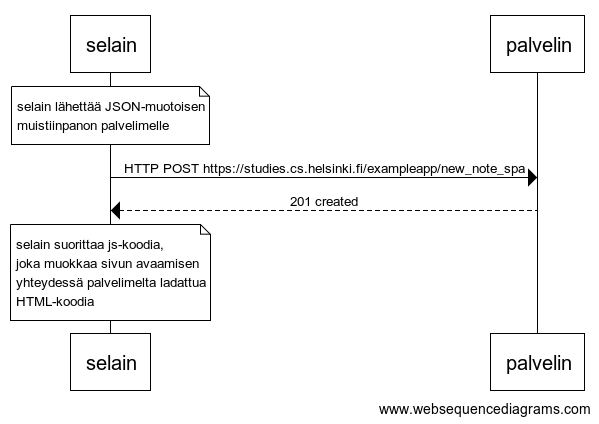 selain
palvelin
selain lähettää JSON-muotoisen
muistiinpanon palvelimelle
HTTP POST https://studies.cs.helsinki.fi/exampleapp/new_note_spa
201 created
selain suorittaa js-koodia,
joka muokkaa sivun avaamisen
yhteydessä palvelimelta ladattua
HTML-koodia
selain
palvelin
www.websequencediagrams.com